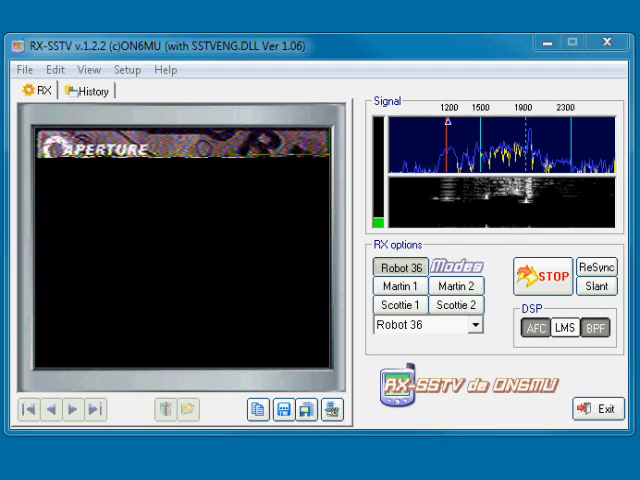 RX-SSTV v.1.2.2 (c)ON6MU (with SSTVENG.DLL Ver 1.06)
File Edit View Setup Help
RX History
APERTURE
Signal
1200 1500 1900 2300
RX options
Robot 36 Modes
Martin 1 Martin 2
Scottie 1 Scottie 2
Robot 36
STOP
ReSync
Slant
DSP
AFC LMS BPF
RX-SSTV de ON6MU
Exit